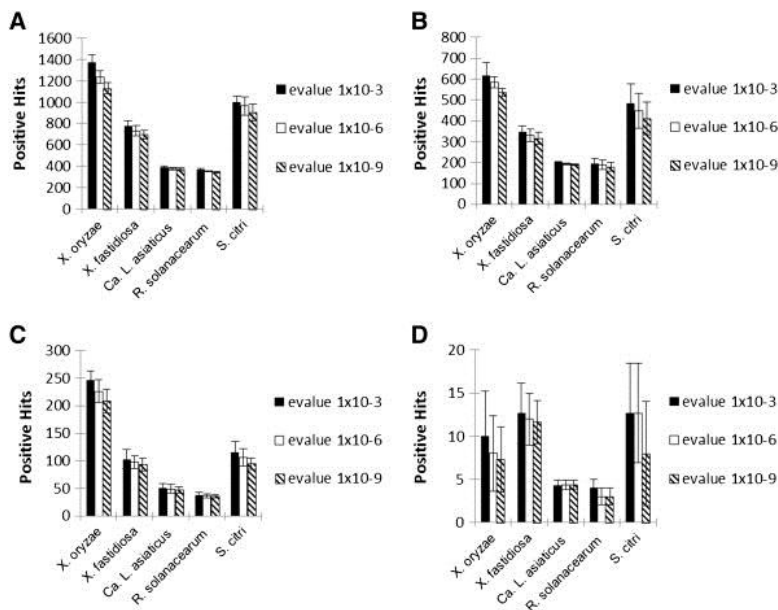 A
Positive Hits
1600
1400
1200
1000
800
600
400
200
0
X. oryzae
X. fastidiosa
Ca. L. asiaticus
R. solanacearum
S. citri
evalue 1x10-3
evalue 1x10-6
evalue 1x10-9
B
Positive Hits
800
700
600
500
400
300
200
100
0
X. oryzae
X. fastidiosa
Ca. L. asiaticus
R. solanacearum
S. citri
evalue 1x10-3
evalue 1x10-6
evalue 1x10-9
C
Positive Hits
300
250
200
150
100
50
0
X. oryzae
X. fastidiosa
Ca. L. asiaticus
R. solanacearum
S. citri
evalue 1x10-3
evalue 1x10-6
evalue 1x10-9
D
Positive Hits
20
15
10
5
0
X. oryzae
X. fastidiosa
Ca. L. asiaticus
R. solanacearum
S. citri
evalue 1x10-3
evalue 1x10-6
evalue 1x10-9